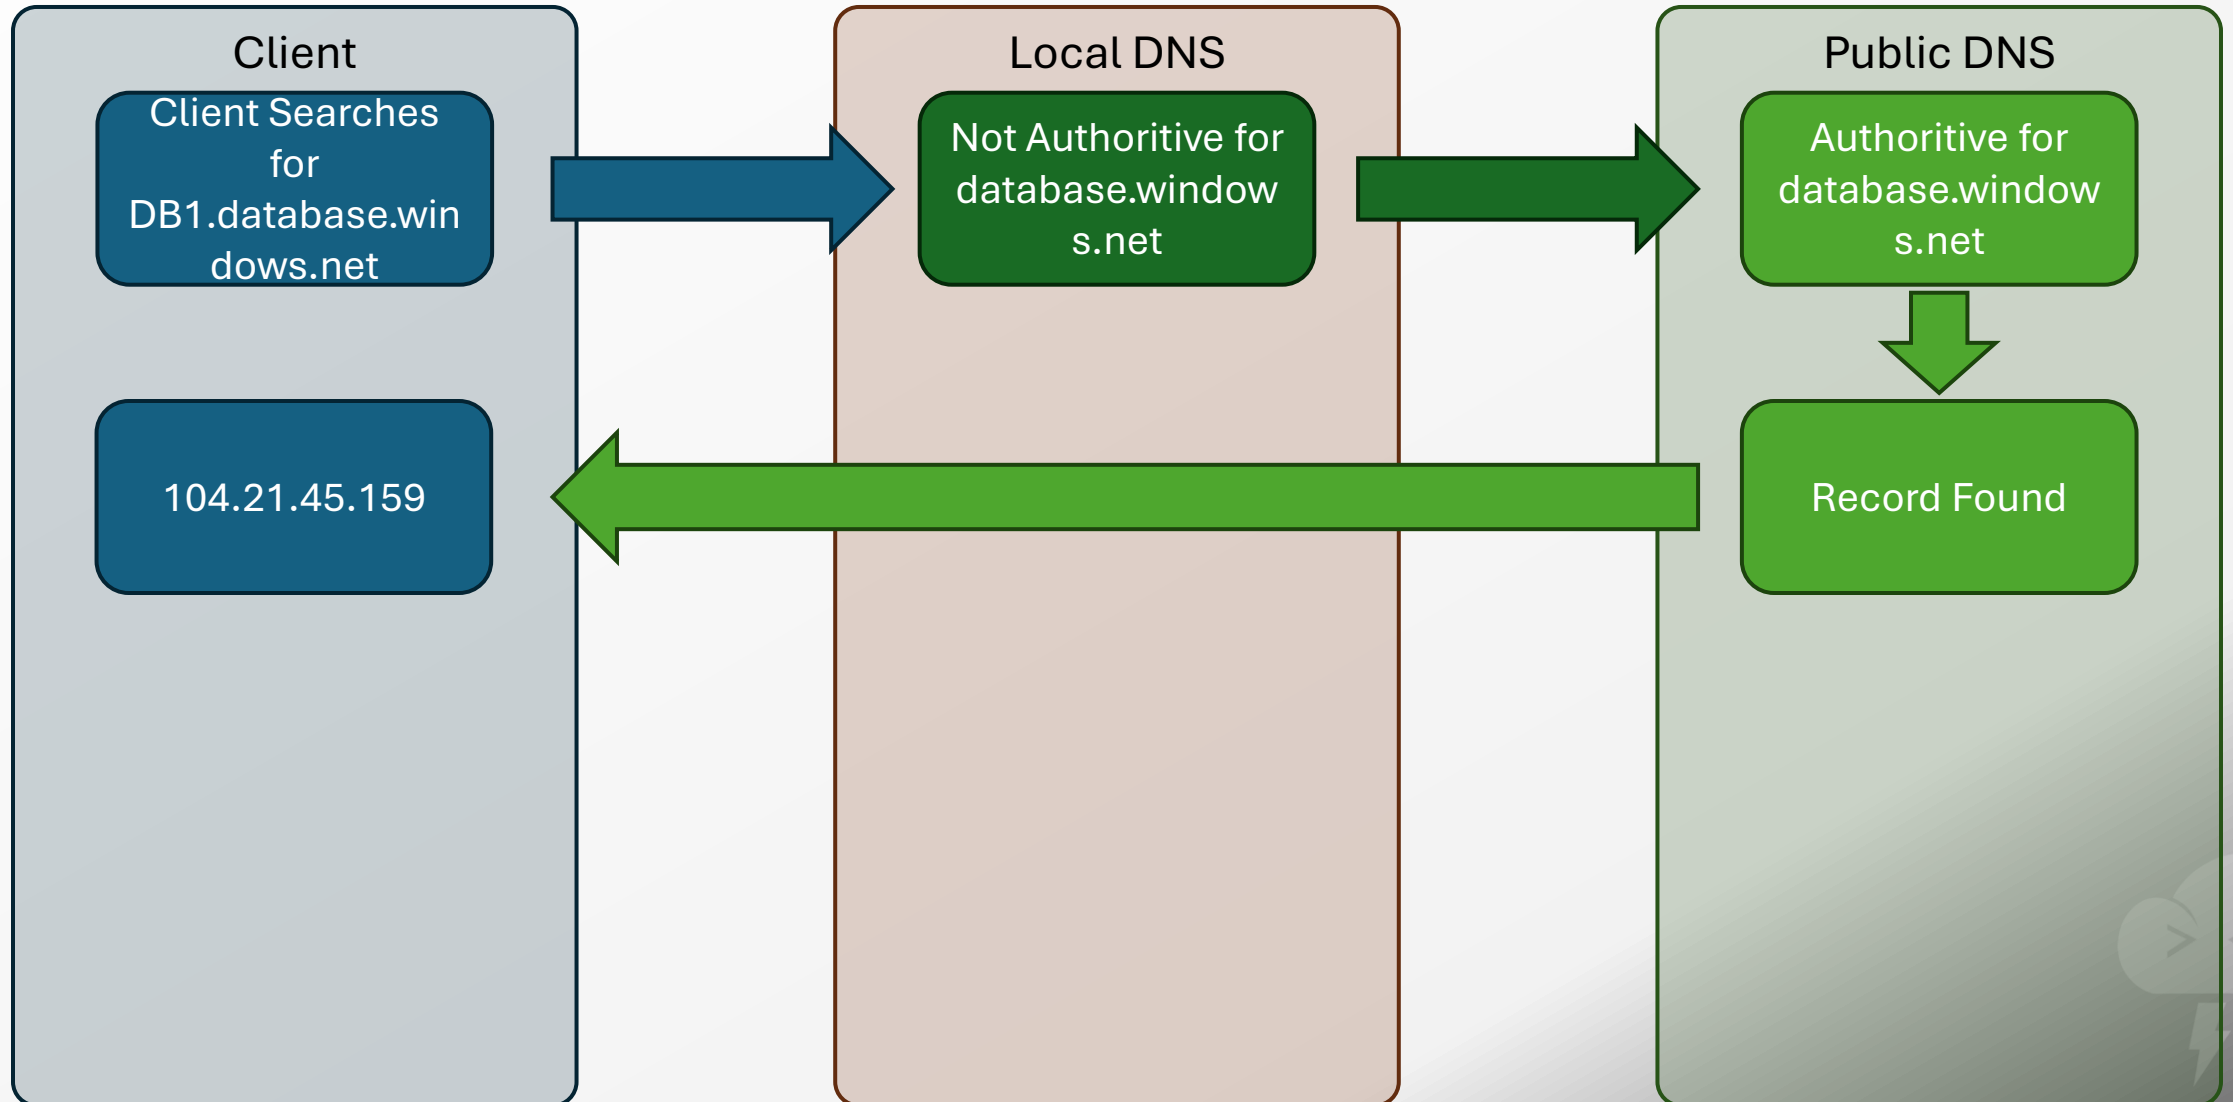 Client
Client Searches
for
DB1.database.win
dows.net
104.21.45.159
Local DNS
Not Authoritive for
database.window
s.net
Public DNS
Authoritive for
database.window
s.net
Record Found